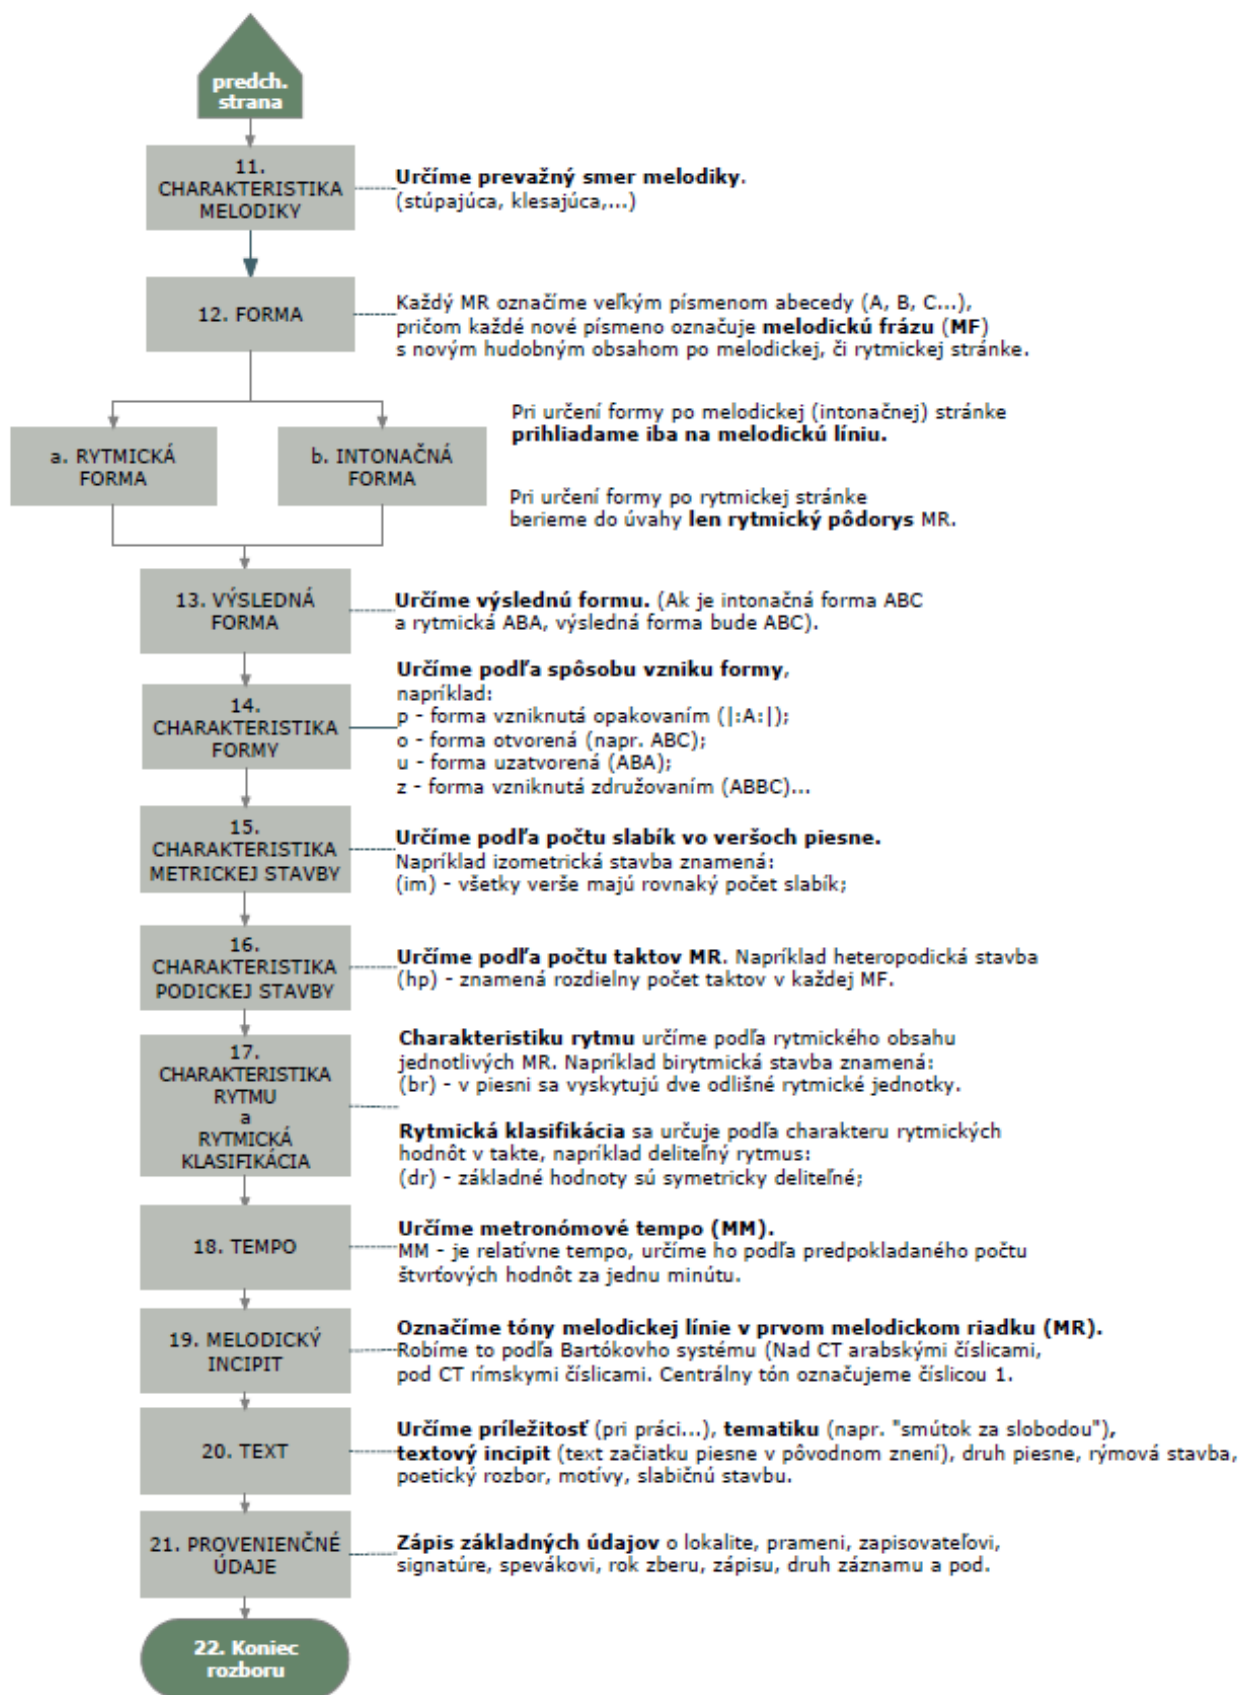 predch.
strana
11.
CHARAKTERISTIKA
MELODIKY
Určíme prevažný smer melodiky.
(stúpajúca, klesajúca,...)
12. FORMA
Každý MR označíme veľkým písmenom abecedy (A, B, C...),
pričom každé nové písmeno označuje melodickú frázu (MF)
s novým hudobným obsahom po melodickej, či rytmickej stránke.
a. RYTMICKÁ
FORMA
b. INTONAČNÁ
FORMA
Pri určení formy po melodickej (intonačnej) stránke
prihliadame iba na melodickú líniu.
Pri určení formy po rytmickej stránke
berieme do úvahy len rytmický pôdorys MR.
13. VÝSLEDNÁ
FORMA
Určíme výslednú formu. (Ak je intonačná forma ABC
a rytmická ABA, výsledná forma bude ABC).
14.
CHARAKTERISTIKA
FORMY
Určíme podľa spôsobu vzniku formy,
napríklad:
p - forma vzniknutá opakovaním (|:A:|);
o - forma otvorená (napr. ABC);
u - forma uzatvorená (ABA);
z - forma vzniknutá združovaním (ABBC)...
15.
CHARAKTERISTIKA
METRICKEJ STAVBY
Určíme podľa počtu slabík vo veršoch piesne.
Napríklad izometrická stavba znamená:
(im) - všetky verše majú rovnaký počet slabík;
16.
CHARAKTERISTIKA
PODICKEJ STAVBY
Určíme podľa počtu taktov MR. Napríklad heteropodická stavba
(hp) - znamená rozdielny počet taktov v každej MF.
17.
CHARAKTERISTIKA
RYTMU
a
RYTMICKÁ
KLASIFIKÁCIA
Charakteristiku rytmu určíme podľa rytmického obsahu
jednotlivých MR. Napríklad birytmická stavba znamená:
(br) - v piesni sa vyskytujú dve odlišné rytmické jednotky.
Rytmická klasifikácia sa určuje podľa charakteru rytmických
hodnôt v takte, napríklad deliteľný rytmus:
(dr) - základné hodnoty sú symetricky deliteľné;
18. TEMPO
Určíme metronómové tempo (MM).
MM - je relatívne tempo, určíme ho podľa predpokladaného počtu
štvrťových hodnôt za jednu minútu.
19. MELODICKÝ
INCIPIT
Označíme tóny melodickej línie v prvom melodickom riadku (MR).
Robíme to podľa Bartókovho systému (Nad CT arabskými číslicami,
pod CT rímskymi číslicami. Centrálny tón označujeme číslicou 1.
20. TEXT
Určíme príležitosť (pri práci...), tematiku (napr. "smútok za slobodou"),
textový incipit (text začiatku piesne v pôvodnom znení), druh piesne, rýmová stavba,
poetický rozbor, motívy, slabičnú stavbu.
21. PROVENIENČNÉ
ÚDAJE
Zápis základných údajov o lokalite, prameni, zapisovateľovi,
signatúre, spevákovi, rok zberu, zápisu, druh záznamu a pod.
22. Koniec
rozboru